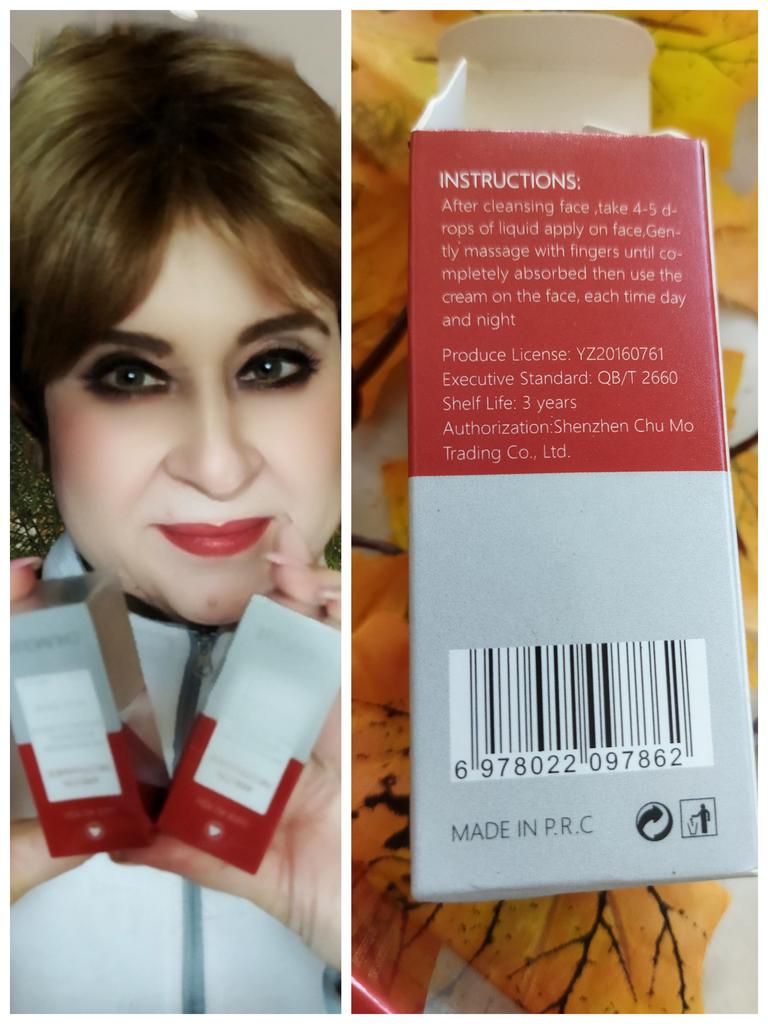 INSTRUCTIONS:
After cleansing face ,take 4-5 d-
rops of liquid apply on face,Gen-
tly massage with fingers until co-
mpletely absorbed then use the
cream on the face, each time day
and night
Produce License: YZ20160761
Executive Standard: QB/T 2660
Shelf Life: 3 years
Authorization:Shenzhen Chu Mo
Trading Co., Ltd.
6 978022 097862
MADE IN P.R.C